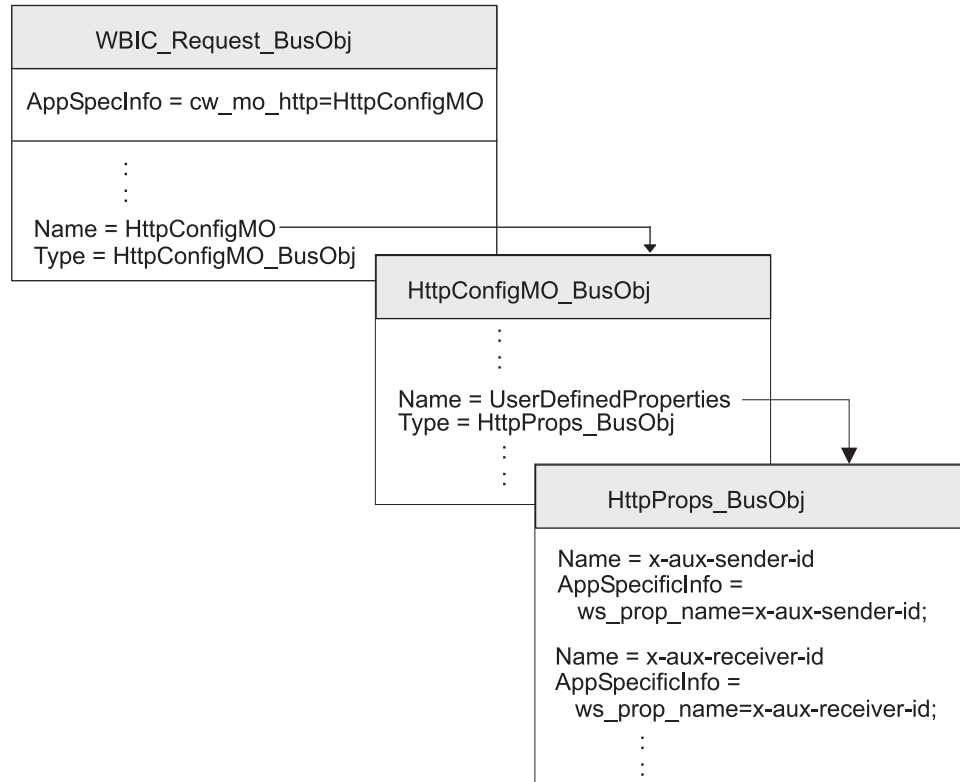 WBIC_Request_BusObj
AppSpecInfo = cw_mo_http=HttpConfigMO
:
:
Name = HttpConfigMO
Type = HttpConfigMO_BusObj
HttpConfigMO_BusObj
:
:
Name = UserDefinedProperties
Type = HttpProps_BusObj
:
:
HttpProps_BusObj
Name = x-aux-sender-id
AppSpecificInfo =
ws_prop_name=x-aux-sender-id;
Name = x-aux-receiver-id
AppSpecificInfo =
ws_prop_name=x-aux-receiver-id;
:
: